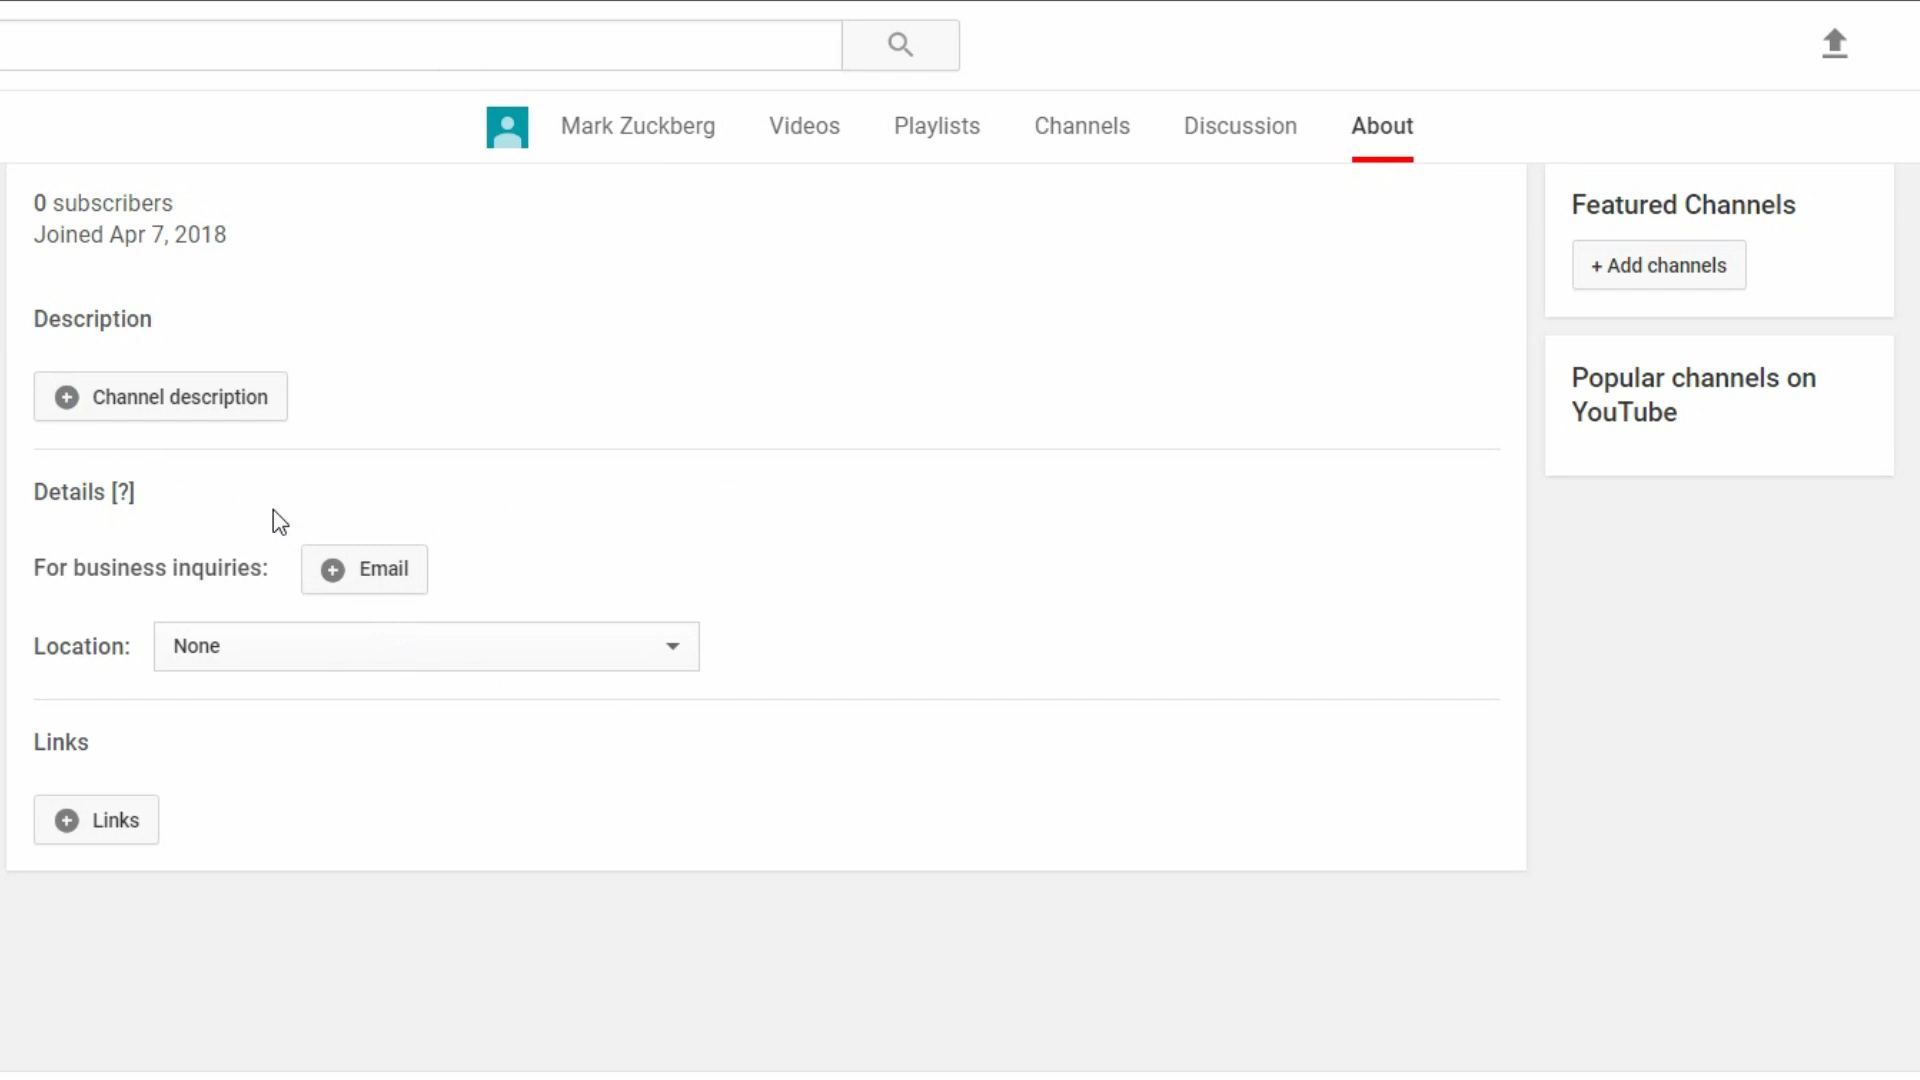 Mark Zuckberg Videos Playlists Channels Discussion About
0 subscribers
Joined Apr 7, 2018
Description
Channel description
Details [?]
For business inquiries: Email
Location: None
Links
Links
Featured Channels
+ Add channels
Popular channels on
YouTube